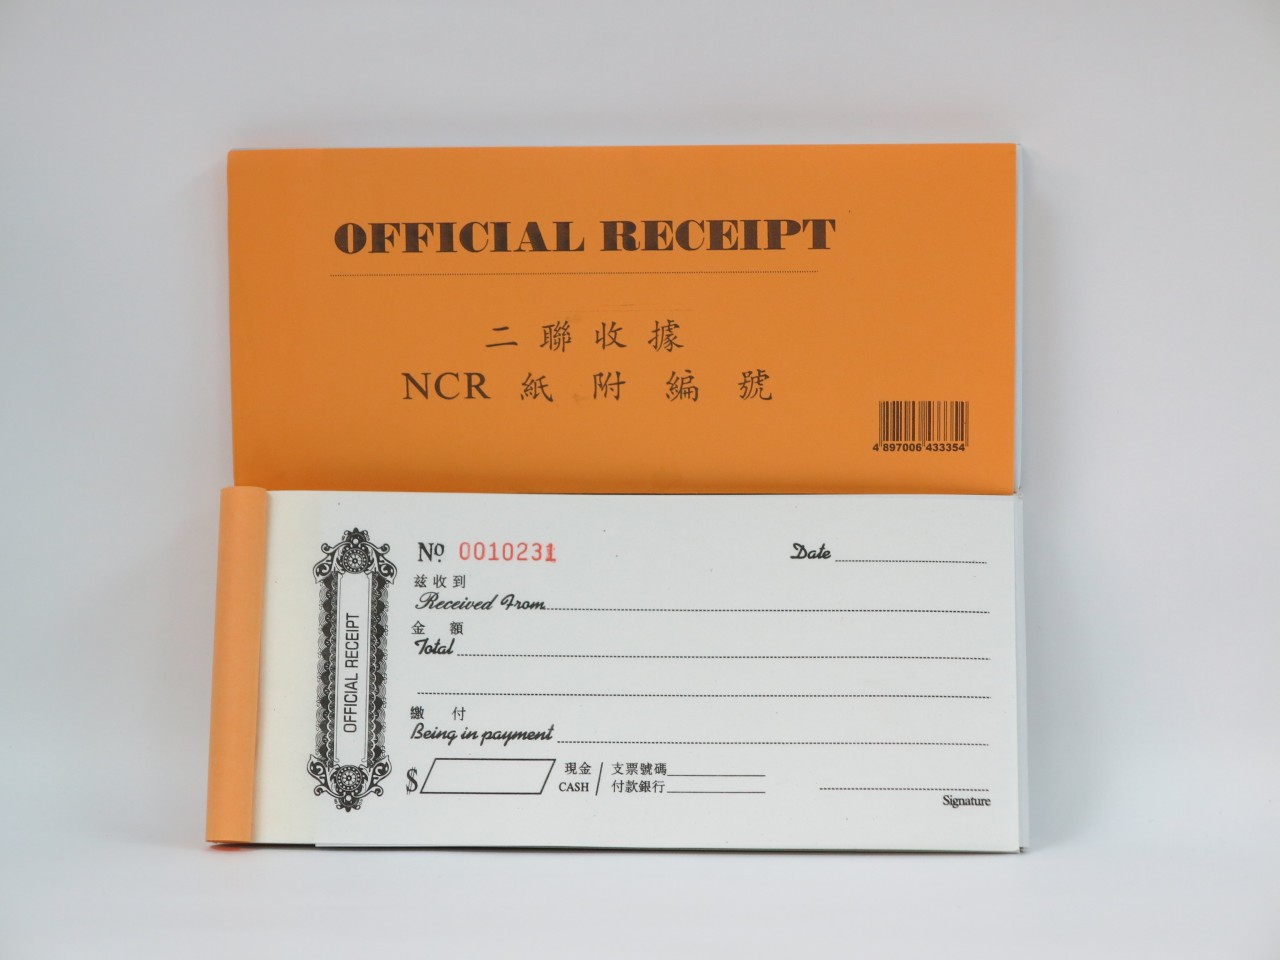 OFFICIAL RECEIPT
二聯收據
NCR 紙附編號
4 897006 433354
OFFICIAL RECEIPT
Nº 0010231
Date
茲收到
Received From
金額
Total
繳付
Being in payment
$ 現金 / 支票號碼
CASH 付款銀行
Signature